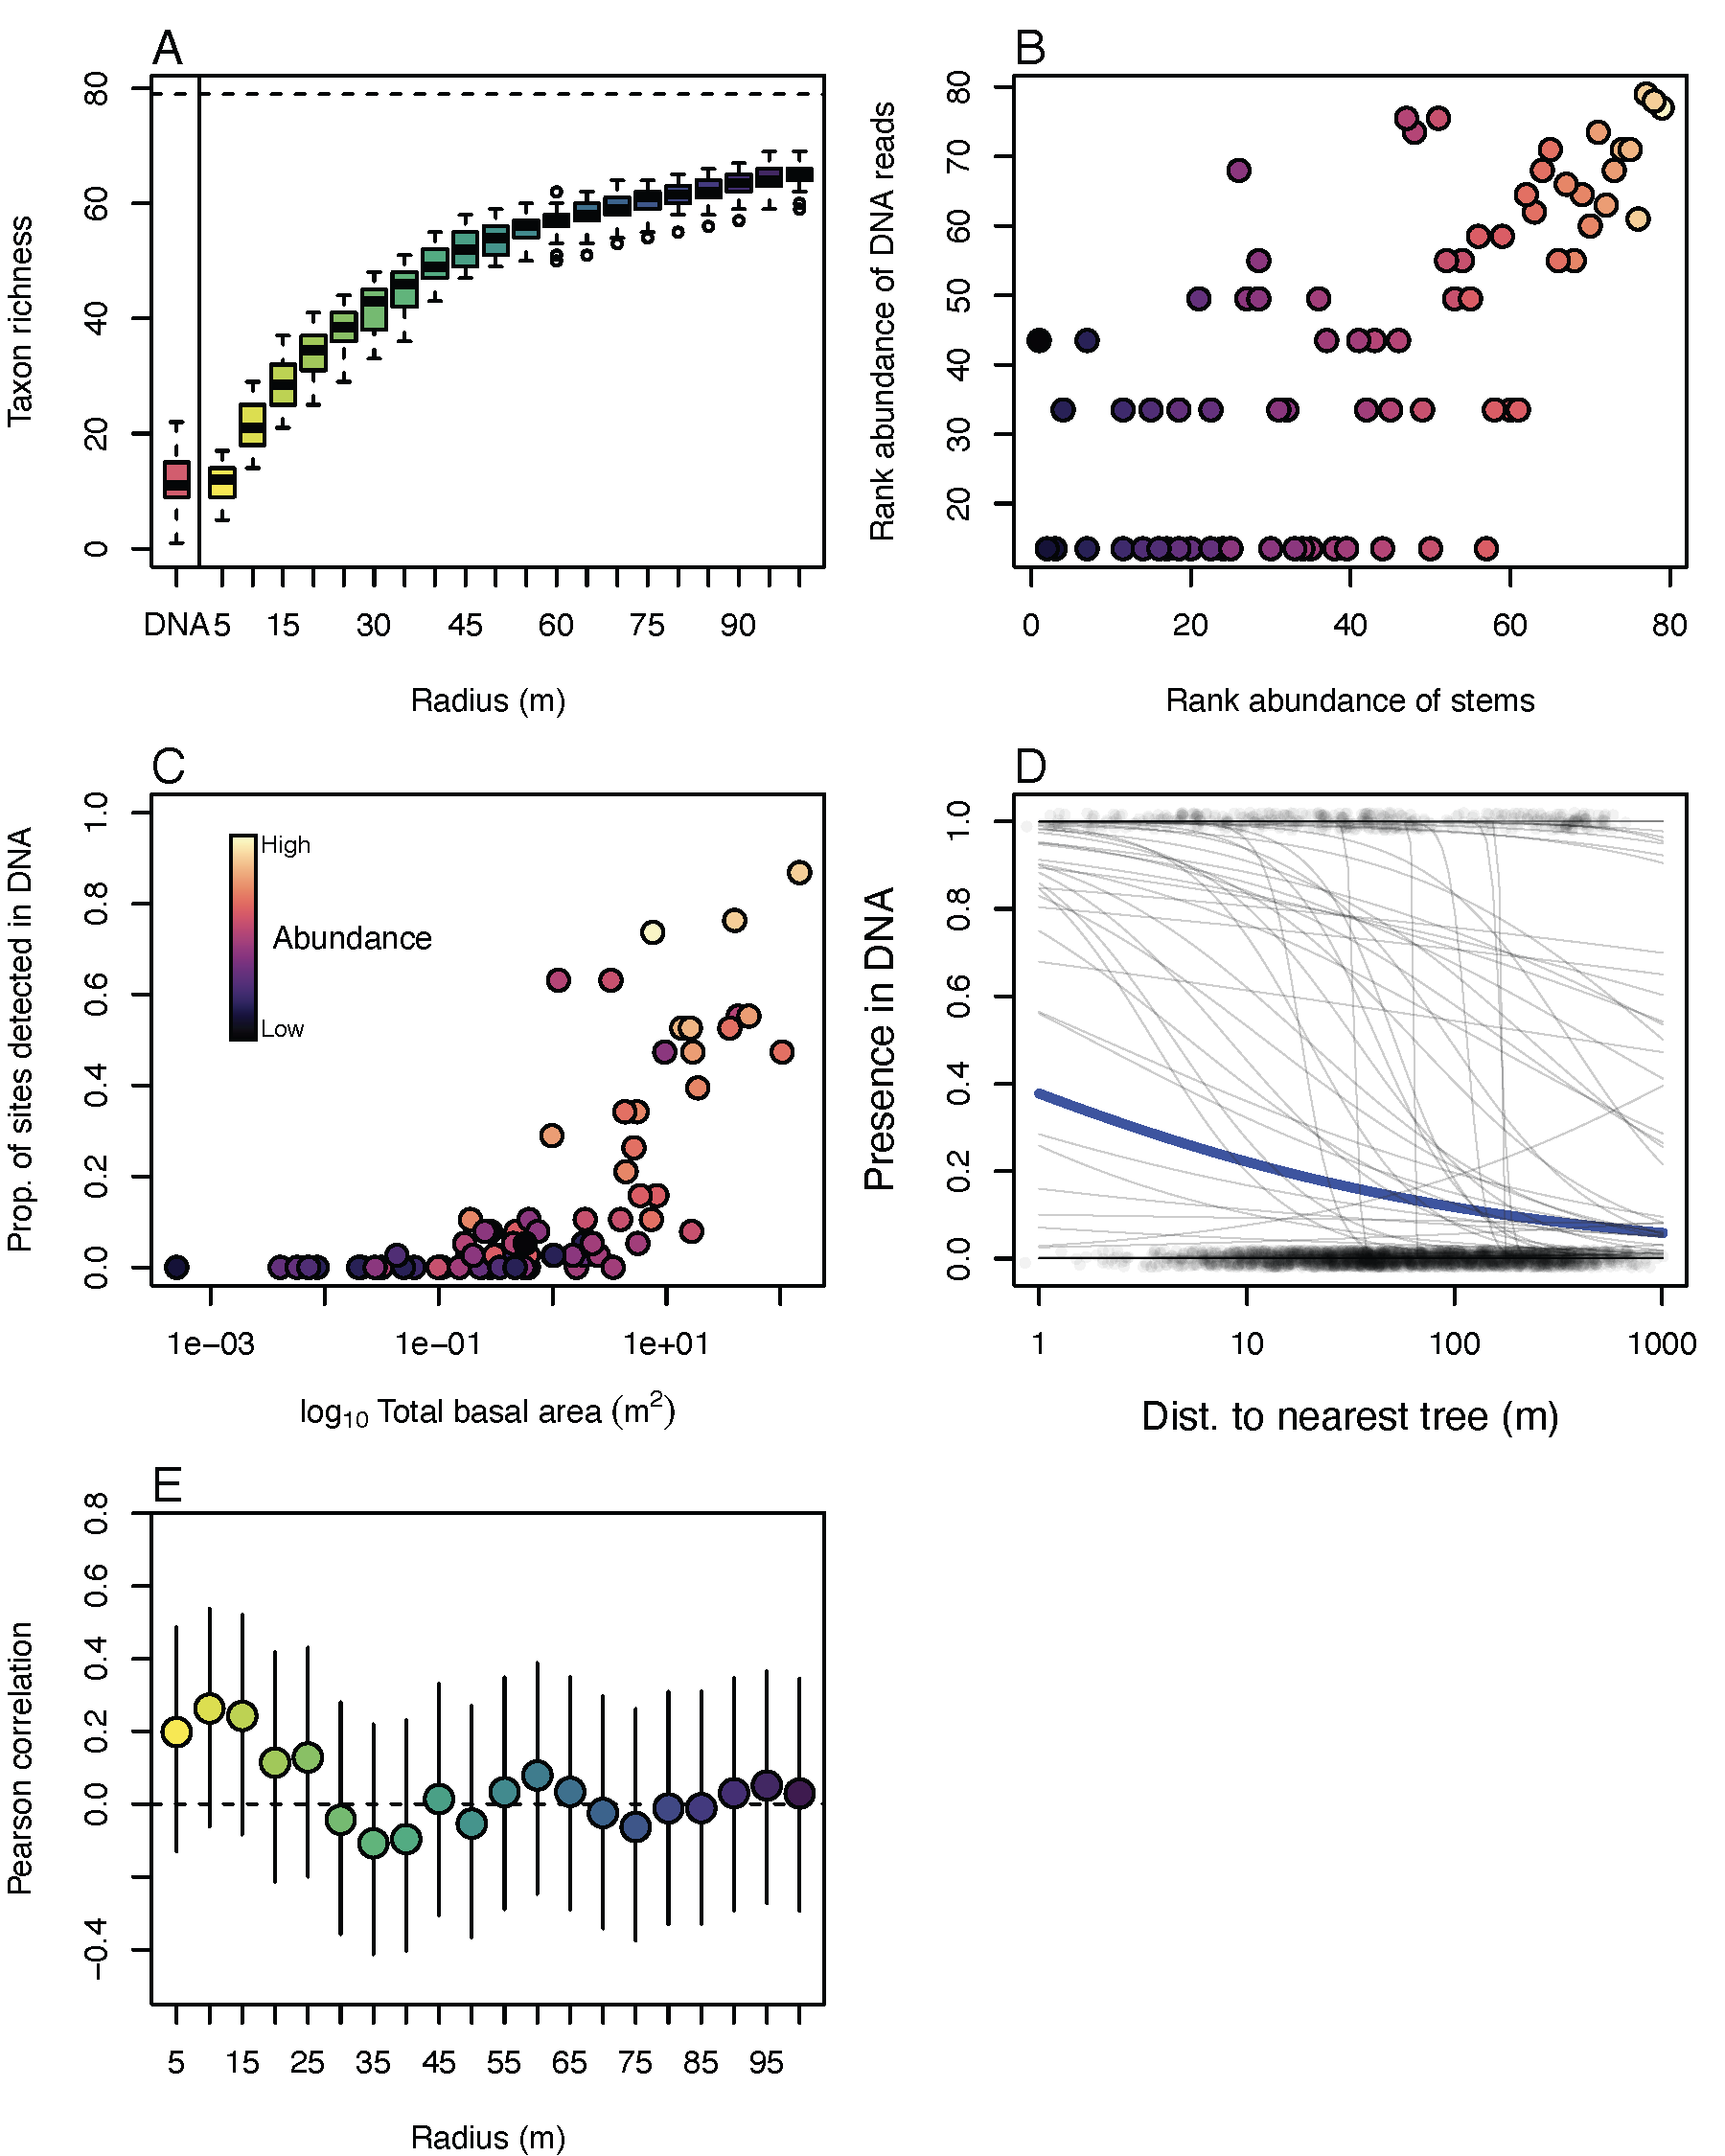 A
Taxon richness
80
60
40
20
0
DNA 5 15 30 45 60 75 90
Radius (m)
B
Rank abundance of DNA reads
80
70
60
50
40
30
20
0 20 40 60 80
Rank abundance of stems
C
Prop. of sites detected in DNA
1.0
0.8
0.6
0.4
0.2
0.0
High
Abundance
Low
1e−03 1e−01 1e+01
log10 Total basal area (m2)
D
Presence in DNA
1.0
0.8
0.6
0.4
0.2
0.0
1 10 100 1000
Dist. to nearest tree (m)
E
Pearson correlation
0.8
0.6
0.4
0.2
0.0
−0.4
5 15 25 35 45 55 65 75 85 95
Radius (m)